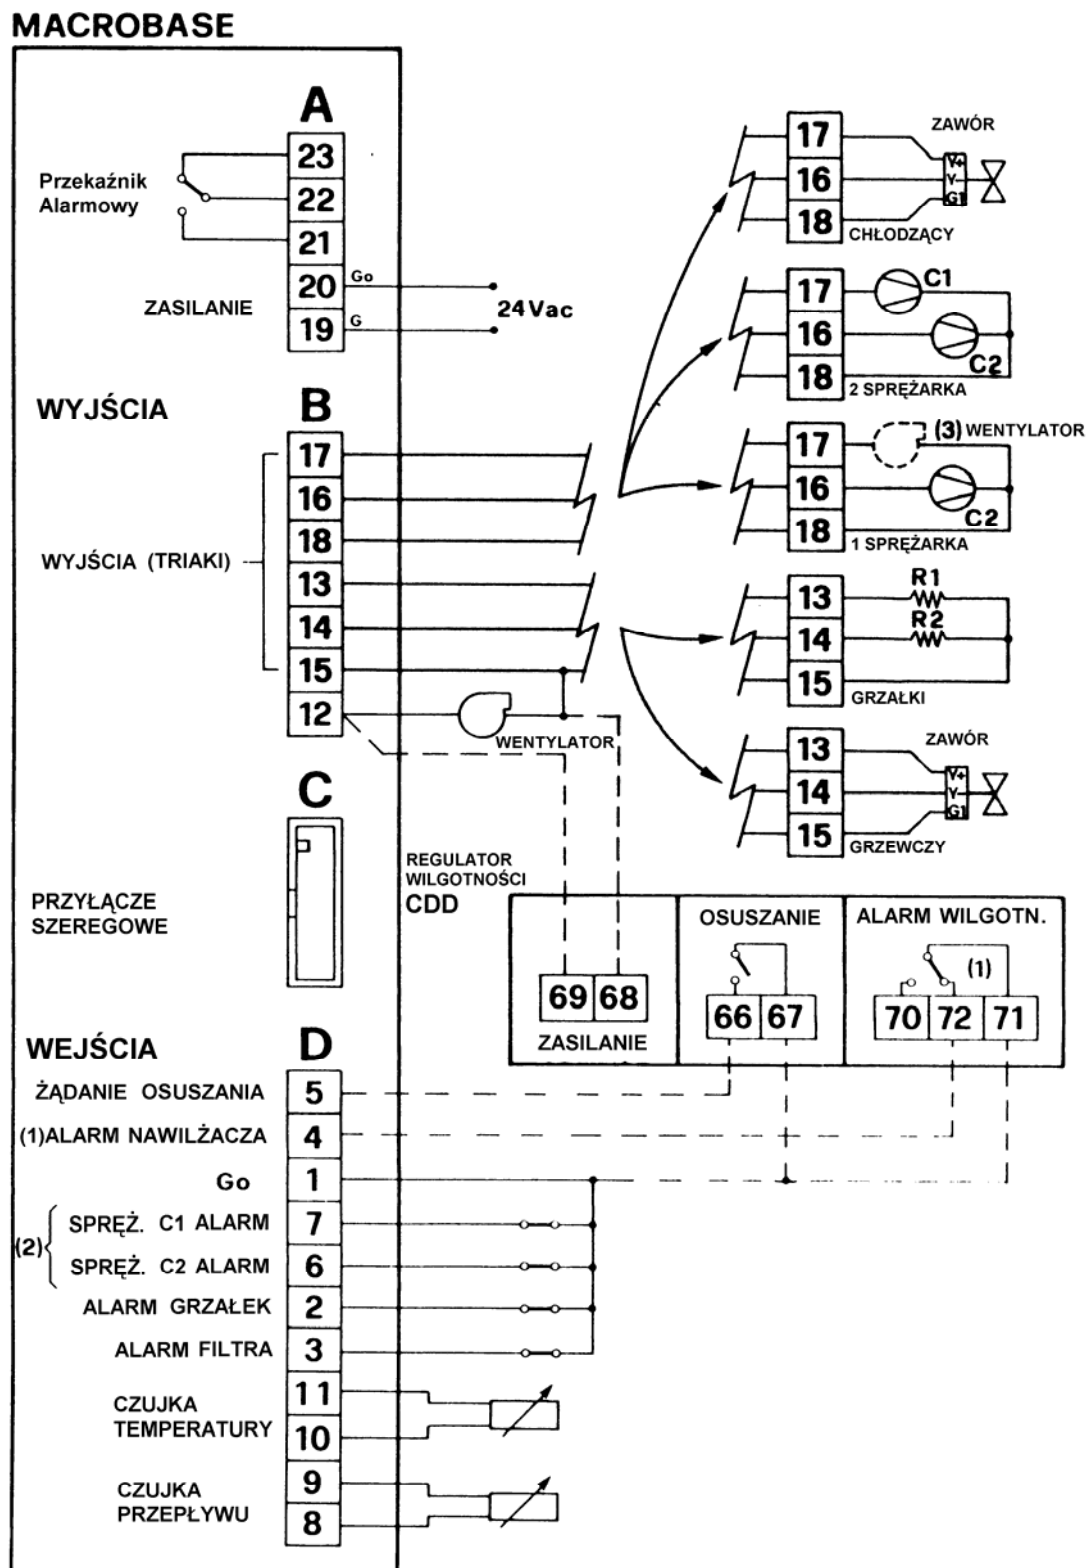 MACROBASE
A
Przekaźnik
Alarmowy
23
22
21
20
Go
19
G
ZASILANIE
24Vac
WYJŚCIA
B
17
16
18
13
14
15
12
WYJŚCIA (TRIAKI)
WENTYLATOR
17
16
18
ZAWÓR
Y+
Y-
G1
CHŁODZĄCY
17
16
18
C1
C2
2 SPRĘŻARKA
17
16
18
(3) WENTYLATOR
C2
1 SPRĘŻARKA
13
14
15
R1
R2
GRZAŁKI
13
14
15
ZAWÓR
Y+
Y-
G1
GRZEWCZY
C
PRZYŁĄCZE
SZEREGOWE
REGULATOR
WILGOTNOŚCI
CDD
69 68
ZASILANIE
OSUSZANIE
66 67
ALARM WILGOTN.
(1)
70 72 71
WEJŚCIA
D
ŻĄDANIE OSUSZANIA 5
(1)ALARM NAWILŻACZA 4
Go 1
(2)
SPRĘŻ. C1 ALARM 7
SPRĘŻ. C2 ALARM 6
ALARM GRZAŁEK 2
ALARM FILTRA 3
CZUJKA
TEMPERATURY
11
10
CZUJKA
PRZEPŁYWU
9
8